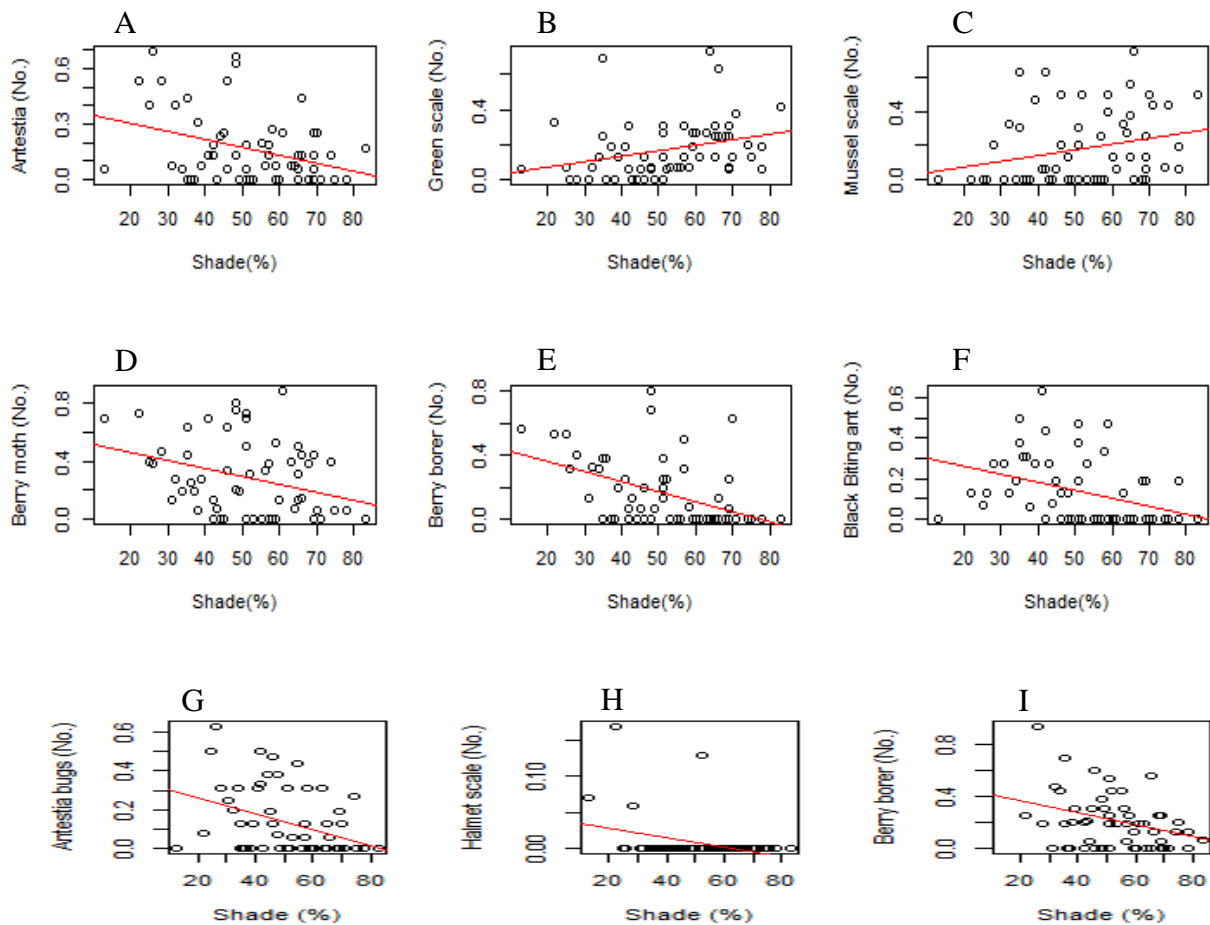 A B C
Antestia (No.)
0.0 0.3 0.6
20 30 40 50 60 70 80
Shade(%)
Green scale (No.)
0.0 0.4
20 30 40 50 60 70 80
Shade(%)
Mussel scale (No.)
0.0 0.4
20 30 40 50 60 70 80
Shade (%)
D E F
Berry moth (No.)
0.0 0.4 0.8
20 30 40 50 60 70 80
Shade(%)
Berry borer (No.)
0.0 0.4 0.8
20 30 40 50 60 70 80
Shade(%)
Black Biting ant (No.)
0.0 0.2 0.4 0.6
20 30 40 50 60 70 80
Shade(%)
G H I
Antestia bugs (No.)
0.0 0.2 0.4 0.6
20 40 60 80
Shade (%)
Halmet scale (No.)
0.00 0.10
20 40 60 80
Shade (%)
Berry borer (No.)
0.0 0.4 0.8
20 40 60 80
Shade (%)